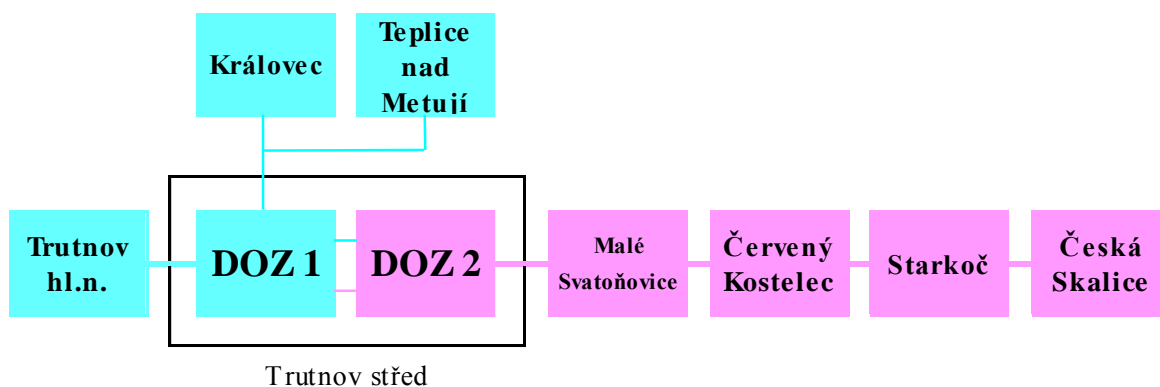 Královec
Teplice
nad
Metují
Trutnov
hl.n.
DOZ 1
DOZ 2
Malé
Svatoňovice
Červený
Kostelec
Starkoč
Česká
Skalice
Trutnov střed